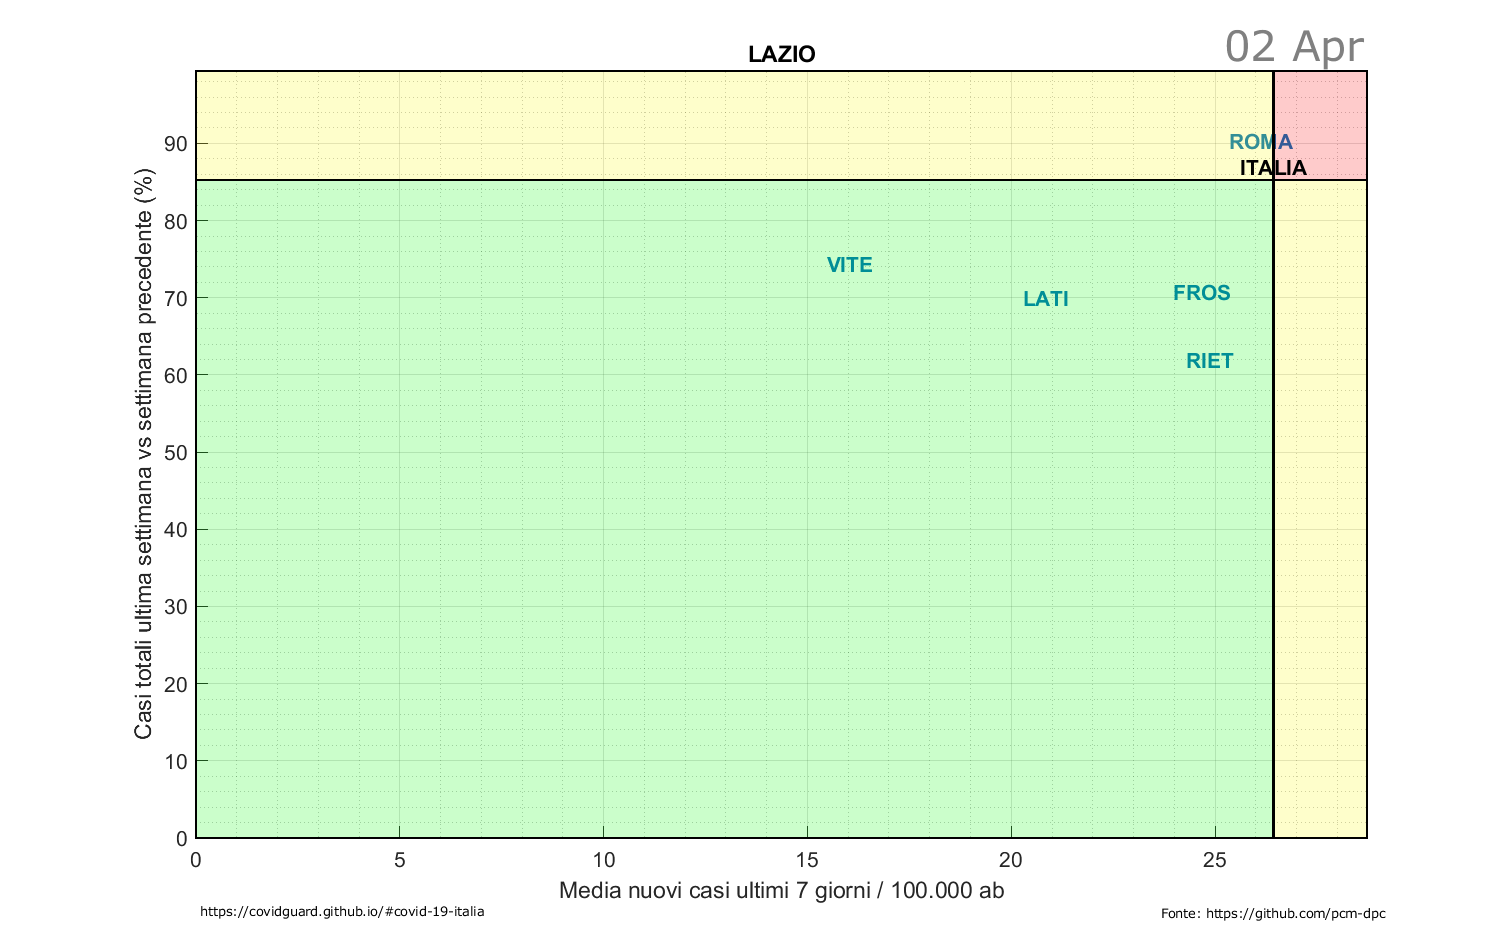 02 Apr
LAZIO
90
80
70
60
50
40
30
20
10
0
Casi totali ultima settimana vs settimana precedente (%)
ROMA
ITALIA
VITE
LATI
FROS
RIET
0
5
10
15
20
25
Media nuovi casi ultimi 7 giorni / 100.000 ab
https://covidguard.github.io/#covid-19-italia
Fonte: https://github.com/pcm-dpc